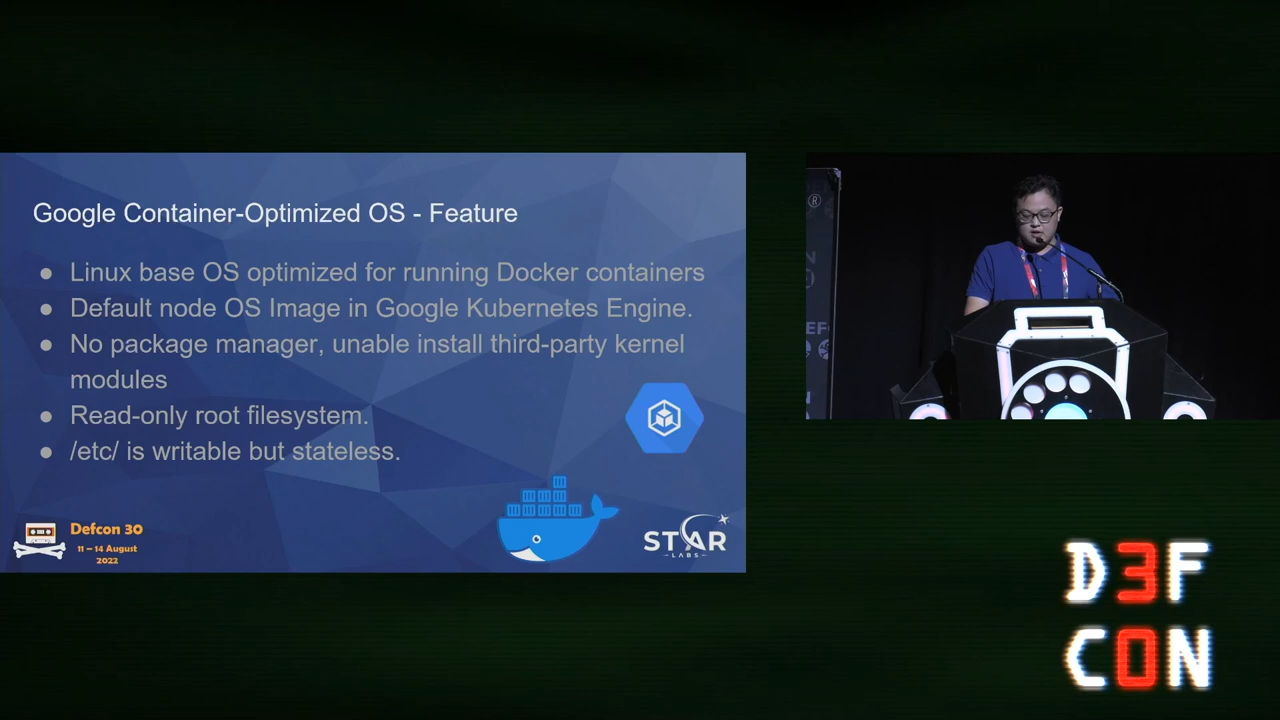 Google Container-Optimized OS - Feature
● Linux base OS optimized for running Docker containers
● Default node OS Image in Google Kubernetes Engine.
● No package manager, unable install third-party kernel
modules
● Read-only root filesystem.
● /etc/ is writable but stateless.
Defcon 30
11 – 14 August
2022
STAR
-LABS-
®
EF
N
D3F
C0N